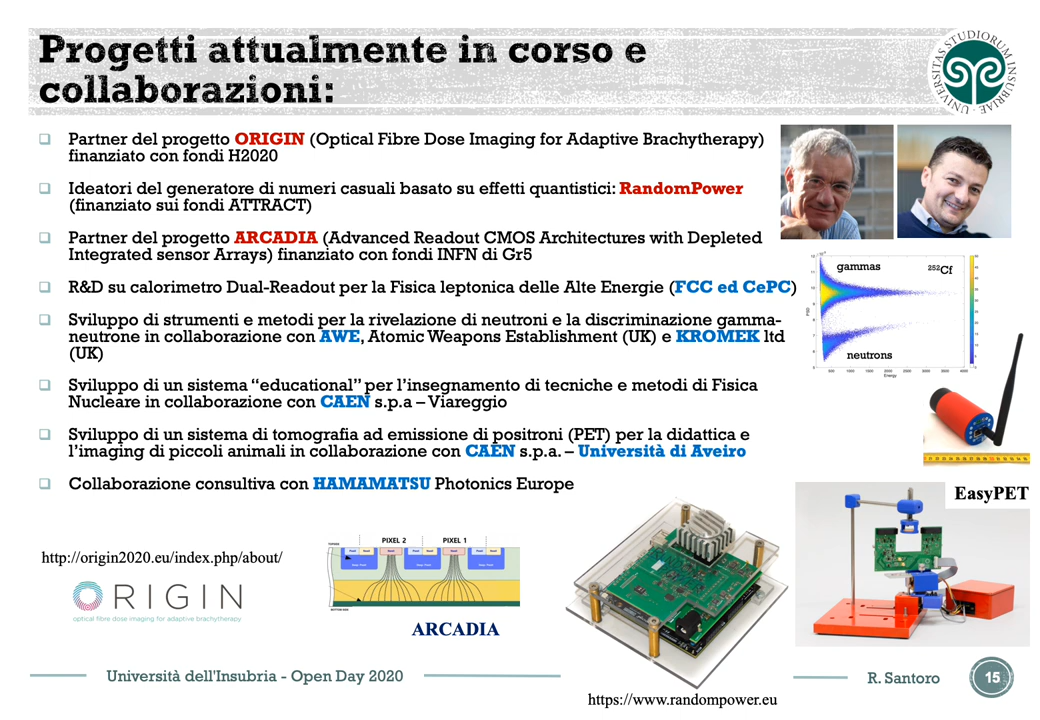 Progetti attualmente in corso e
collaborazioni:
UNIVERSITAS STUDIORUM INSUBRIAE
Partner del progetto ORIGIN (Optical Fibre Dose Imaging for Adaptive Brachytherapy)
finanziato con fondi H2020
Ideatori del generatore di numeri casuali basato su effetti quantistici: RandomPower
(finanziato sui fondi ATTRACT)
Partner del progetto ARCADIA (Advanced Readout CMOS Architectures with Depleted
Integrated sensor Arrays) finanziato con fondi INFN di Gr5
R&D su calorimetro Dual-Readout per la Fisica leptonica delle Alte Energie (FCC ed CePC)
Sviluppo di strumenti e metodi per la rivelazione di neutroni e la discriminazione gamma-
neutrone in collaborazione con AWE, Atomic Weapons Establishment (UK) e KROMEK ltd
(UK)
Sviluppo di un sistema “educational” per l’insegnamento di tecniche e metodi di Fisica
Nucleare in collaborazione con CAEN s.p.a – Viareggio
Sviluppo di un sistema di tomografia ad emissione di positroni (PET) per la didattica e
l’imaging di piccoli animali in collaborazione con CAEN s.p.a. – Università di Aveiro
Collaborazione consultiva con HAMAMATSU Photonics Europe
gammas
252Cf
neutrons
PSD
500 1000 1500 2000 2500 3000 3500 4000
Energy
EasyPET
http://origin2020.eu/index.php/about/
ORIGIN
optical fibre dose imaging for adaptive brachytherapy
PIXEL 2 PIXEL 1
ARCADIA
https://www.randompower.eu
Università dell'Insubria - Open Day 2020
R. Santoro
15